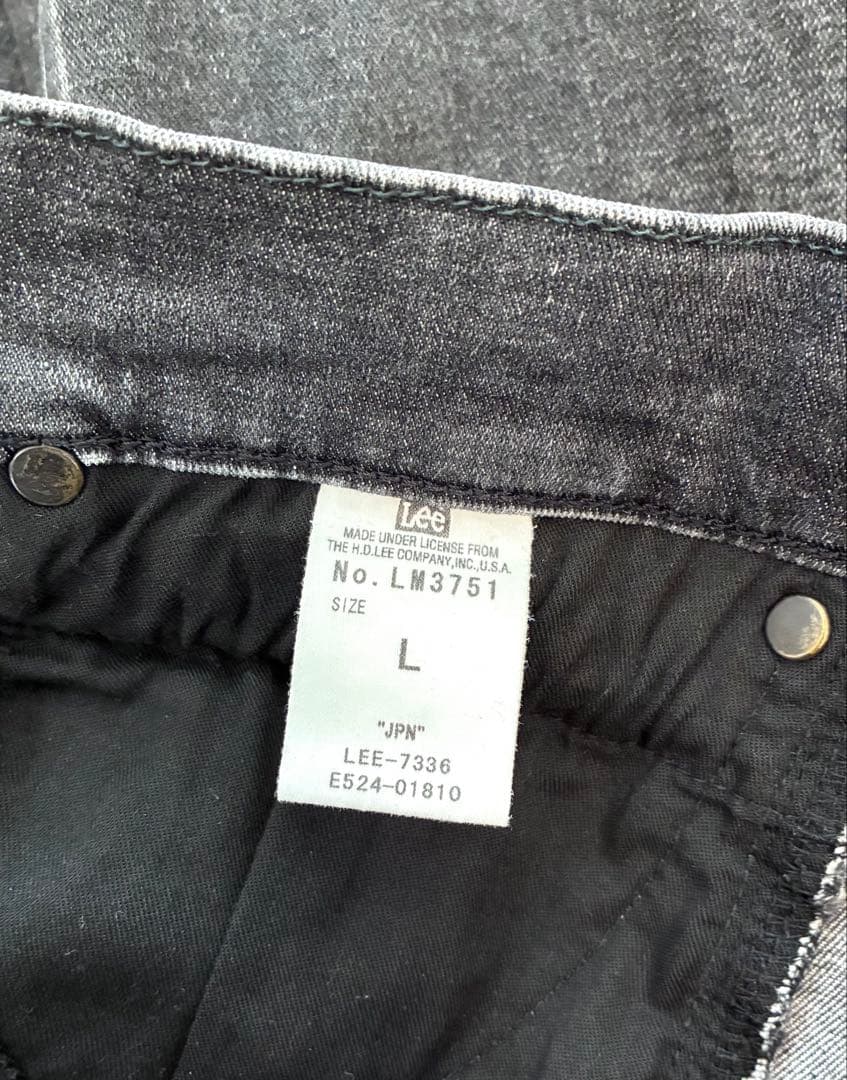 Lee
MADE UNDER LICENSE FROM
THE H.D.LEE COMPANY,INC.,U.S.A.
No. LM3751
SIZE
L
"JPN"
LEE-7336
E524-01810